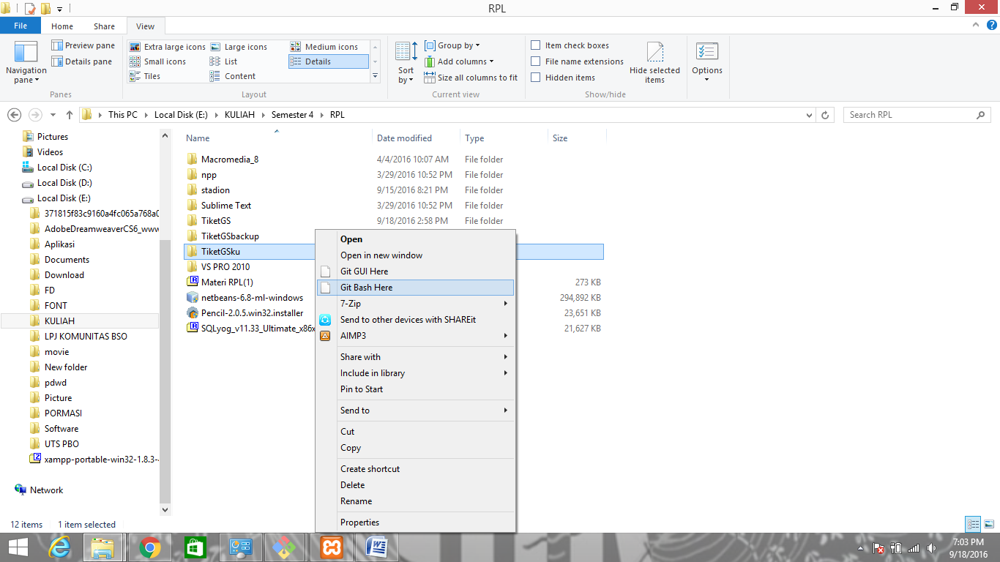 RPL
File Home Share View
Navigation pane
Preview pane
Details pane
Panes
Extra large icons Large icons Medium icons
Small icons List Details
Tiles Content
Layout
Sort by
Group by
Add columns
Size all columns to fit
Current view
Item check boxes
File name extensions
Hidden items
Hide selected items
Show/hide
Options
This PC Local Disk (E:) KULIAH Semester 4 RPL
Search RPL
Pictures
Videos
Local Disk (C:)
Local Disk (D:)
Local Disk (E:)
371815f83c9160a4fc065a768a0
AdobeDreamweaverCS6_www
Aplikasi
Documents
Download
FD
FONT
KULIAH
LPJ KOMUNITAS BSO
movie
New folder
pdwd
Picture
PORMASI
Software
UTS PBO
xampp-portable-win32-1.8.3-4
Network
Name Date modified Type Size
Macromedia_8 4/4/2016 10:07 AM File folder
npp 3/29/2016 10:52 PM File folder
stadion 9/15/2016 8:21 PM File folder
Sublime Text 3/29/2016 10:52 PM File folder
TiketGS 9/18/2016 2:58 PM File folder
TiketGSbackup
TiketGSku
VS PRO 2010
Materi RPL(1) 273 KB
netbeans-6.8-ml-windows 294,892 KB
Pencil-2.0.5.win32.installer 23,651 KB
SQLyog_v11.33_Ultimate_x86x 21,627 KB
Open
Open in new window
Git GUI Here
Git Bash Here
7-Zip
Send to other devices with SHAREit
AIMP3
Share with
Include in library
Pin to Start
Send to
Cut
Copy
Create shortcut
Delete
Rename
Properties
12 items 1 item selected
7:03 PM
9/18/2016